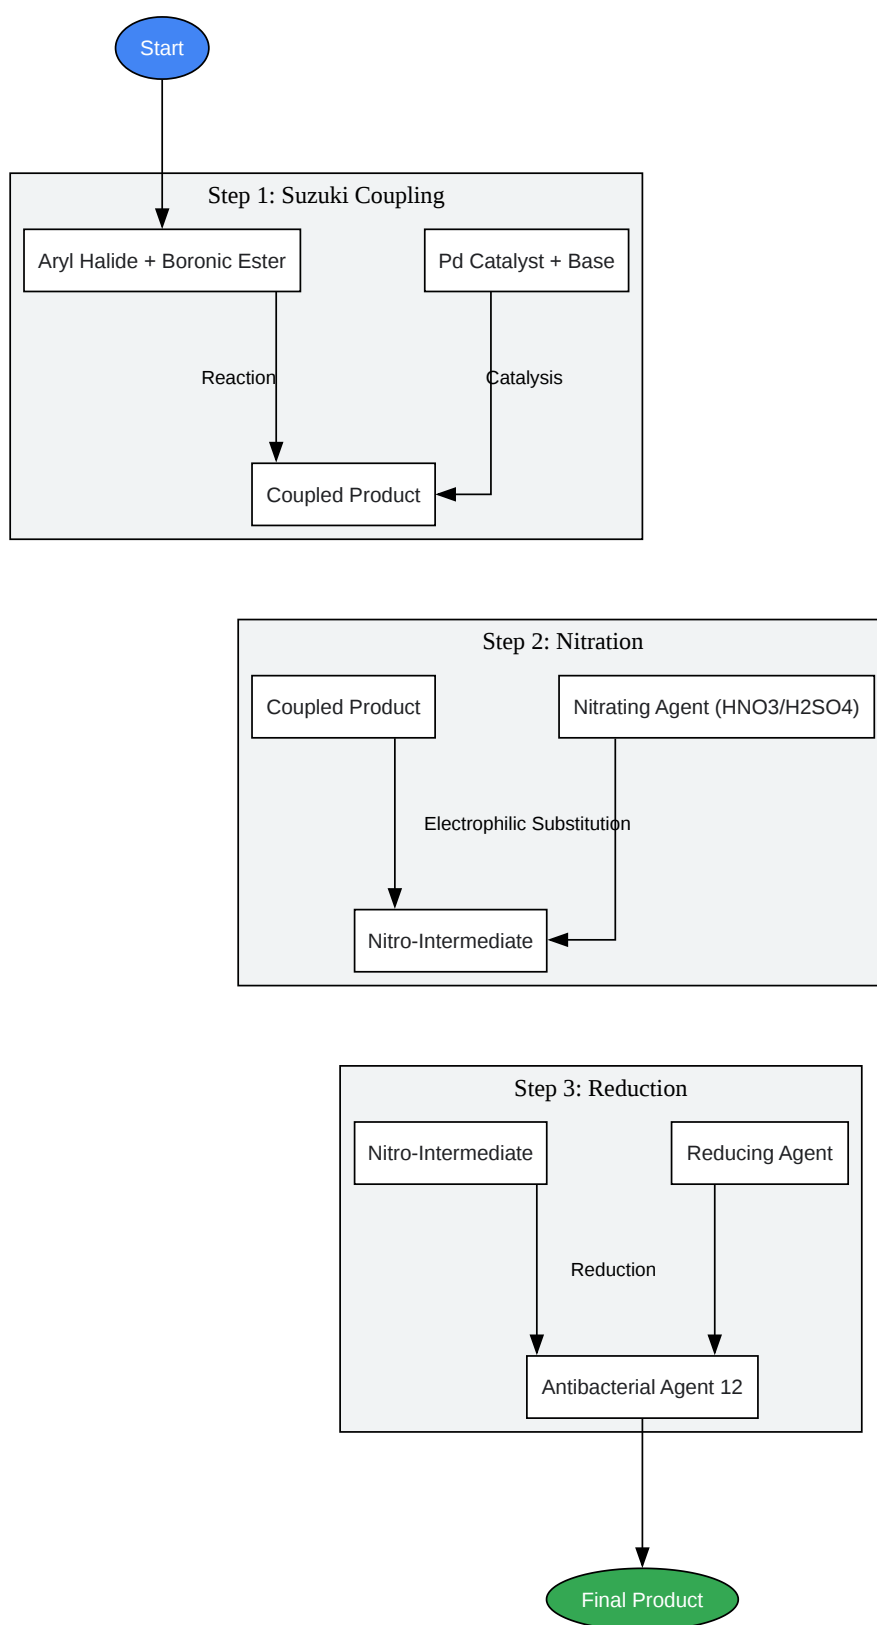 Start
Step 1: Suzuki Coupling
Aryl Halide + Boronic Ester
Pd Catalyst + Base
Reaction
Catalysis
Coupled Product
Step 2: Nitration
Coupled Product
Nitrating Agent (HNO3/H2SO4)
Electrophilic Substitution
Nitro-Intermediate
Step 3: Reduction
Nitro-Intermediate
Reducing Agent
Reduction
Antibacterial Agent 12
Final Product